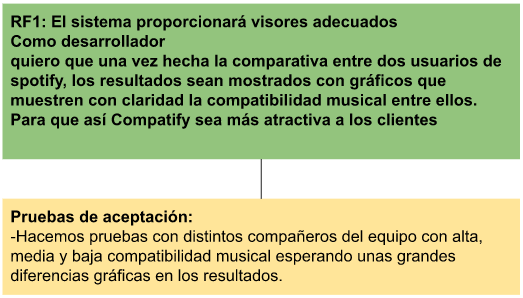 RF1: El sistema proporcionará visores adecuados
Como desarrollador
quiero que una vez hecha la comparativa entre dos usuarios de
spotify, los resultados sean mostrados con gráficos que
muestren con claridad la compatibilidad musical entre ellos.
Para que así Compatify sea más atractiva a los clientes
Pruebas de aceptación:
-Hacemos pruebas con distintos compañeros del equipo con alta,
media y baja compatibilidad musical esperando unas grandes
diferencias gráficas en los resultados.